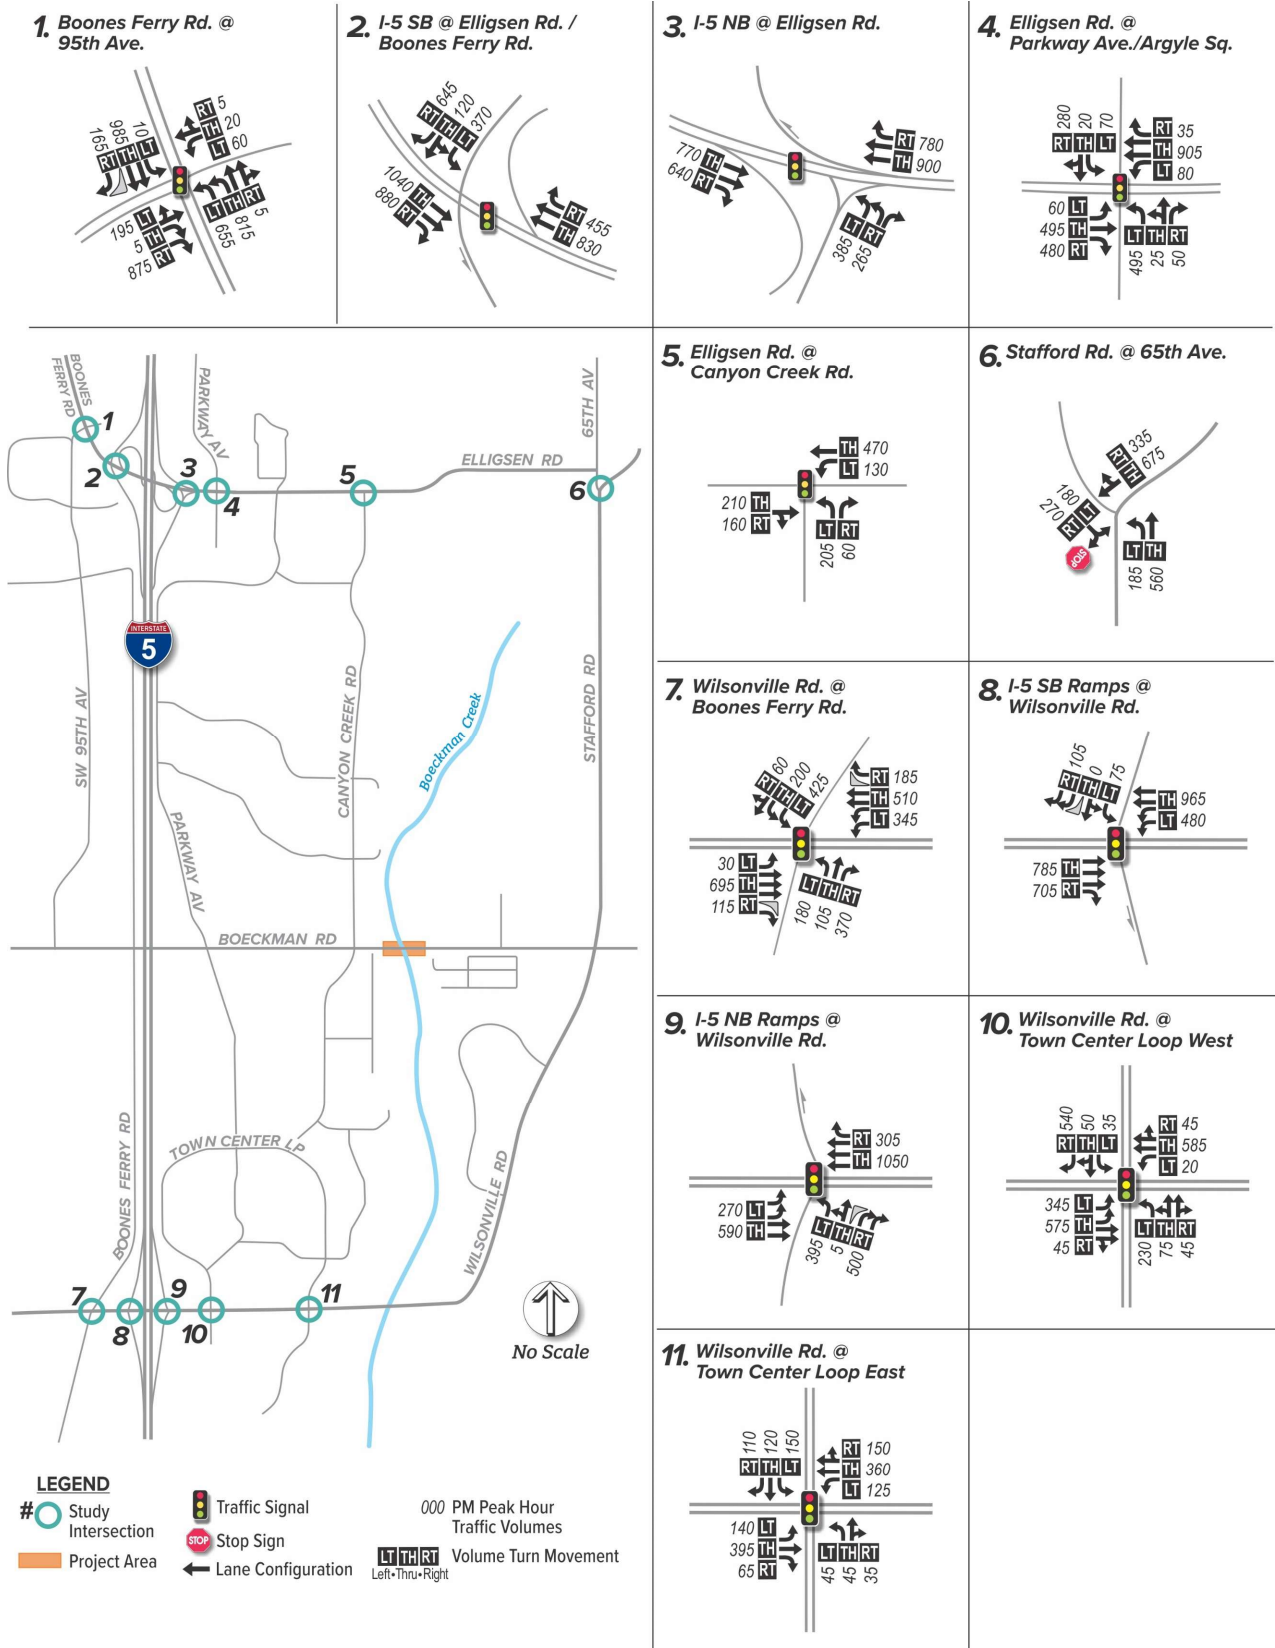 1. Boones Ferry Rd. @
95th Ave.
165 985 10
RT TH LT
RT 5
TH 20
LT 60
195 LT
5 TH
875 RT
LT TH RT
655 815 5
2. I-5 SB @ Elligsen Rd. /
Boones Ferry Rd.
645 120 370
RT TH LT
1040 TH
880 RT
RT 455
TH 830
3. I-5 NB @ Elligsen Rd.
770 TH
640 RT
RT 780
TH 900
LT RT
385 265
4. Elligsen Rd. @
Parkway Ave./Argyle Sq.
280 20 70
RT TH LT
RT 35
TH 905
LT 80
60 LT
495 TH
480 RT
LT TH RT
495 25 50
5. Elligsen Rd. @
Canyon Creek Rd.
TH 470
LT 130
210 TH
160 RT
LT RT
205 60
6. Stafford Rd. @ 65th Ave.
RT 335
TH 675
180 LT
270 RT
STOP
LT TH
185 560
7. Wilsonville Rd. @
Boones Ferry Rd.
60 200 425
RT TH LT
RT 185
TH 510
LT 345
30 LT
695 TH
115 RT
LT TH RT
180 105 370
8. I-5 SB Ramps @
Wilsonville Rd.
105 0 75
RT TH LT
TH 965
LT 480
785 TH
705 RT
9. I-5 NB Ramps @
Wilsonville Rd.
RT 305
TH 1050
270 LT
590 TH
LT TH RT
395 5 500
10. Wilsonville Rd. @
Town Center Loop West
540 50 35
RT TH LT
RT 45
TH 585
LT 20
345 LT
575 TH
45 RT
LT TH RT
230 75 45
11. Wilsonville Rd. @
Town Center Loop East
110 120 150
RT TH LT
RT 150
TH 360
LT 125
140 LT
395 TH
65 RT
LT TH RT
45 45 35
BOONES
FERRY RD
PARKWAY AV
65TH AV
ELLIGSEN RD
1
2
3
4
5
6
INTERSTATE
5
SW 95TH AV
CANYON CREEK RD
Boeckman Creek
STAFFORD RD
PARKWAY AV
BOECKMAN RD
BOONES FERRY RD
TOWN CENTER LP
WILSONVILLE RD
7
8
9
10
11
No Scale
LEGEND
# Study
Intersection
Project Area
Traffic Signal
STOP Stop Sign
Lane Configuration
000 PM Peak Hour
Traffic Volumes
LT TH RT Volume Turn Movement
Left•Thru•Right